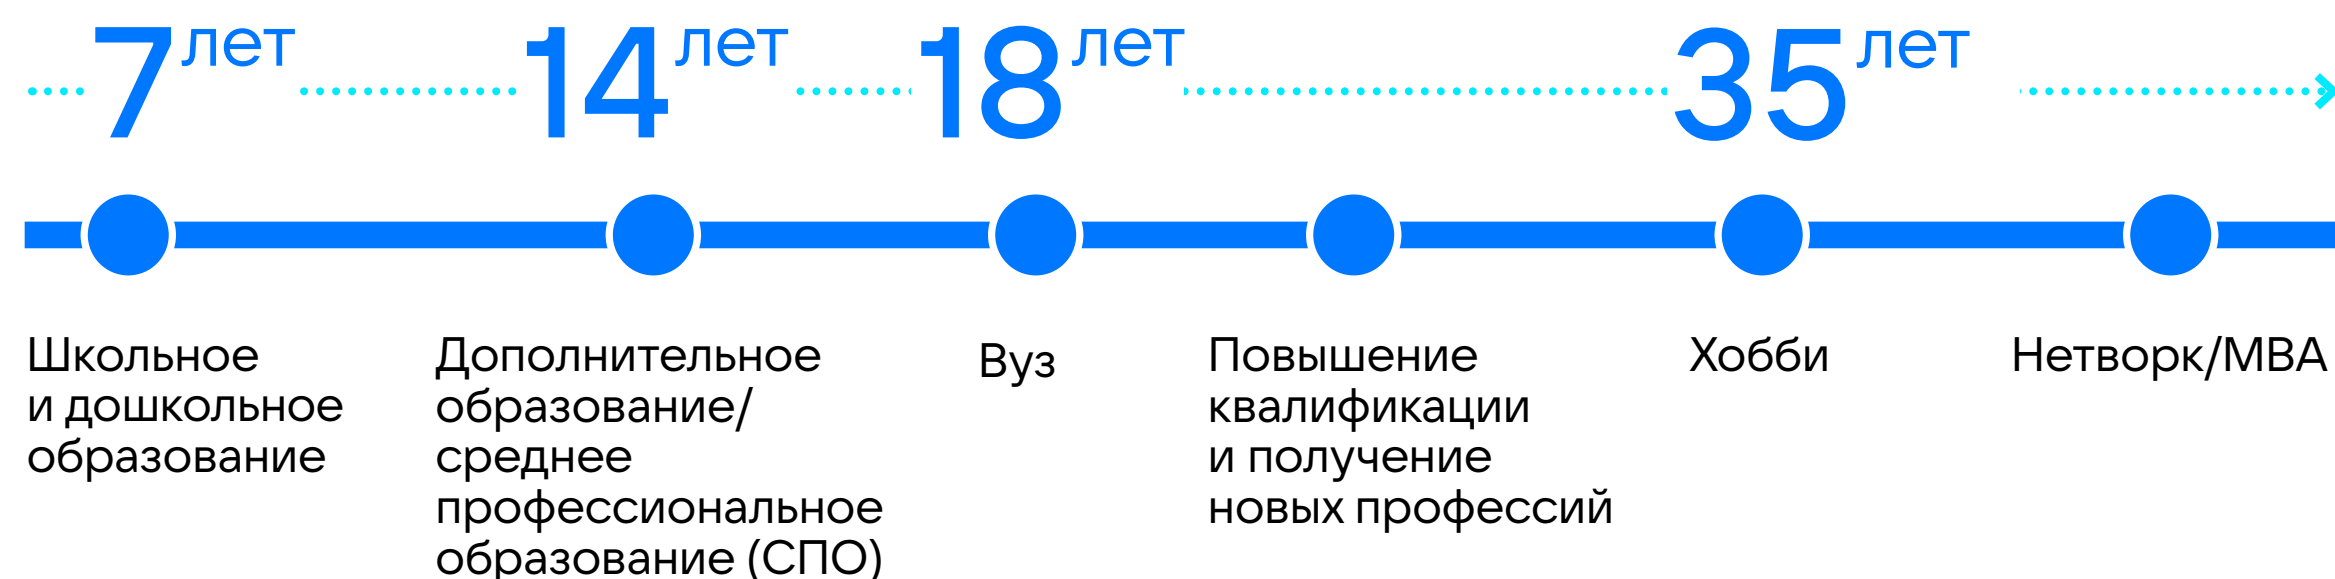 7 лет
14 лет
18 лет
35 лет
Школьное
и дошкольное
образование
Дополнительное
образование/
среднее
профессиональное
образование (СПО)
Вуз
Повышение
квалификации
и получение
новых профессий
Хобби
Нетворк/MBA